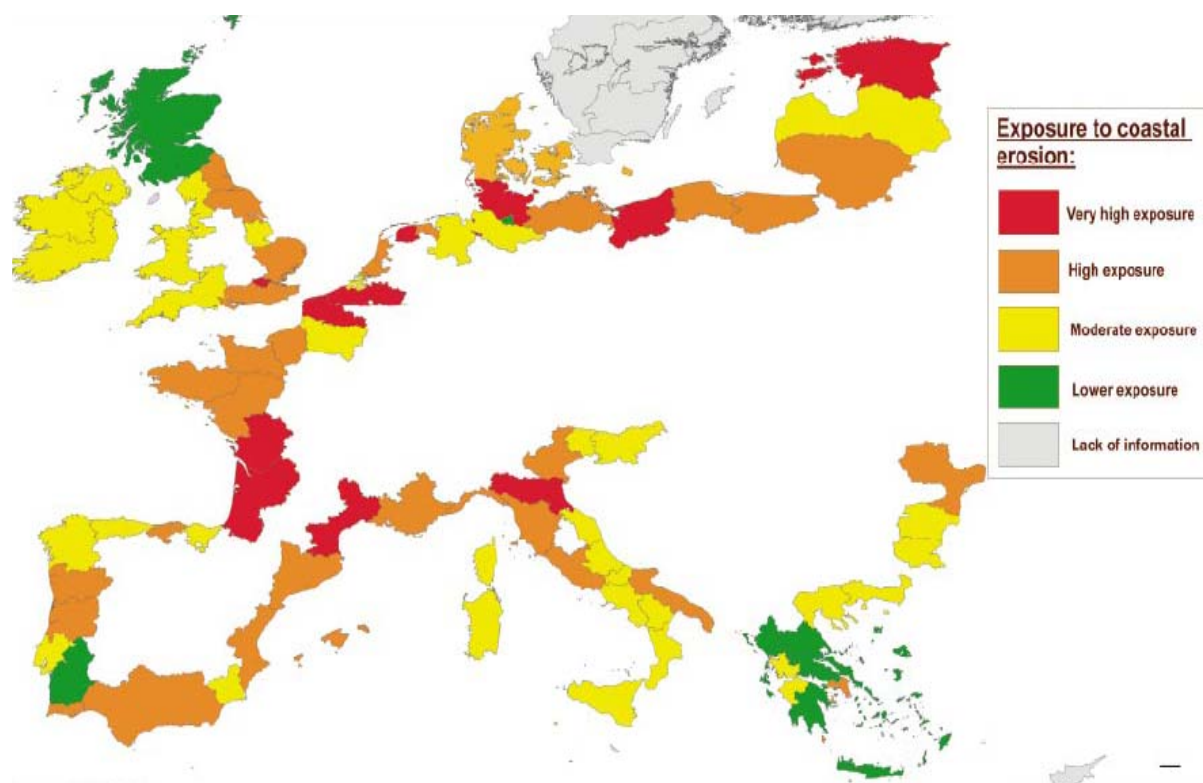 Exposure to coastal
erosion:
Very high exposure
High exposure
Moderate exposure
Lower exposure
Lack of information